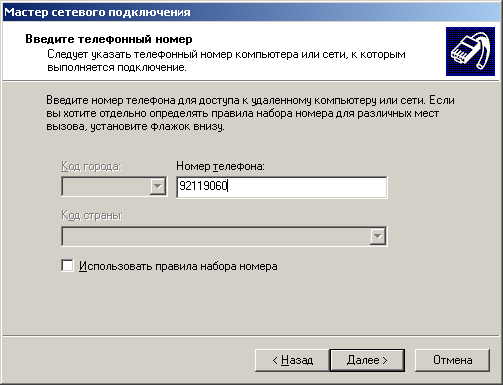 Мастер сетевого подключения
Введите телефонный номер
Следует указать телефонный номер компьютера или сети, к которым
выполняется подключение.
Введите номер телефона для доступа к удаленному компьютеру или сети. Если
вы хотите отдельно определять правила набора номера для различных мест
вызова, установите флажок внизу.
Код города: Номер телефона:
92119060
Код страны:
Использовать правила набора номера
< Назад Далее > Отмена